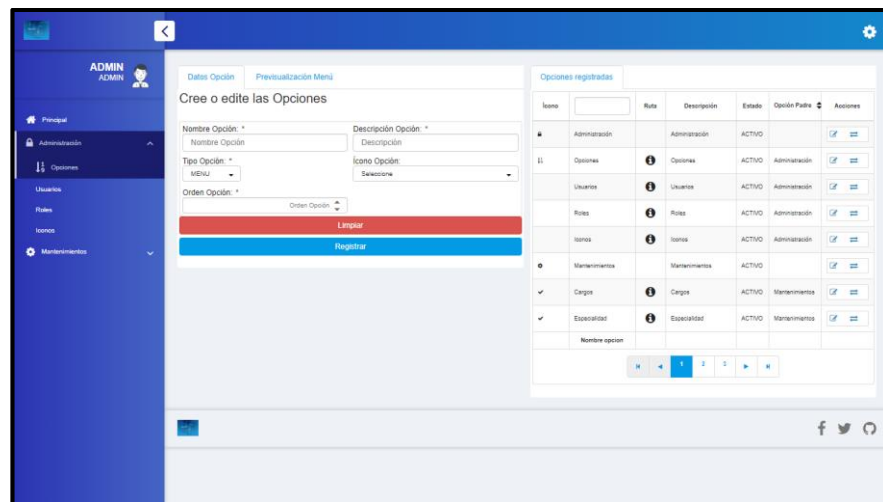 ADMIN
ADMIN
Principal
Administración
Opciones
Usuarios
Roles
Iconos
Mantenimientos
Datos Opción Previsualización Menú
Cree o edite las Opciones
Nombre Opción: * Descripción Opción: *
Nombre Opción Descripción
Tipo Opción: * Ícono Opción:
MENU Seleccione
Orden Opción: *
Orden Opción
Limpiar
Registrar
Opciones registradas
Ícono Ruta Descripción Estado Opción Padre Acciones
Administración Administración ACTIVO
Opciones Opciones ACTIVO Administración
Usuarios Usuarios ACTIVO Administración
Roles Roles ACTIVO Administración
Iconos Iconos ACTIVO Administración
Mantenimientos Mantenimientos ACTIVO
Cargos Cargos ACTIVO Mantenimientos
Especialidad Especialidad ACTIVO Mantenimientos
Nombre opcion
1 2 3